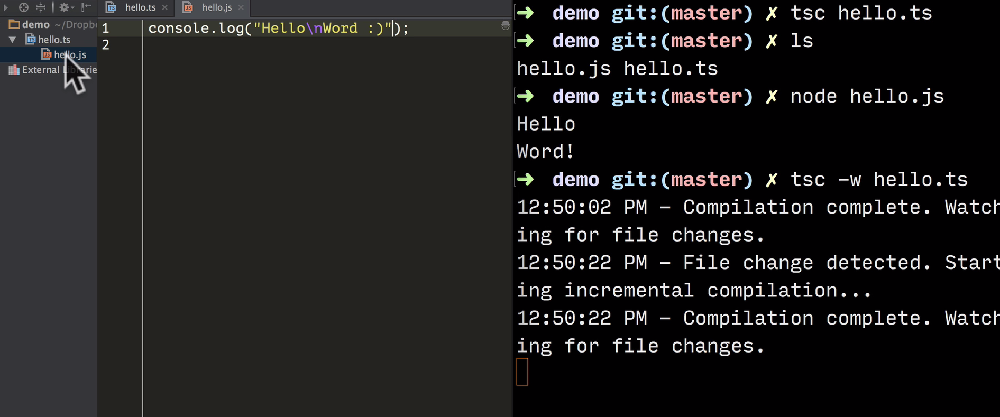 hello.ts
hello.js
demo ~/Dropb
hello.ts
hello.js
External Libraries
1 console.log("Hello\nWord :)");
2
➜ demo git:(master) ✗ tsc hello.ts
➜ demo git:(master) ✗ ls
hello.js hello.ts
➜ demo git:(master) ✗ node hello.js
Hello
Word!
➜ demo git:(master) ✗ tsc -w hello.ts
12:50:02 PM - Compilation complete. Watch
ing for file changes.
12:50:22 PM - File change detected. Start
ing incremental compilation...
12:50:22 PM - Compilation complete. Watch
ing for file changes.